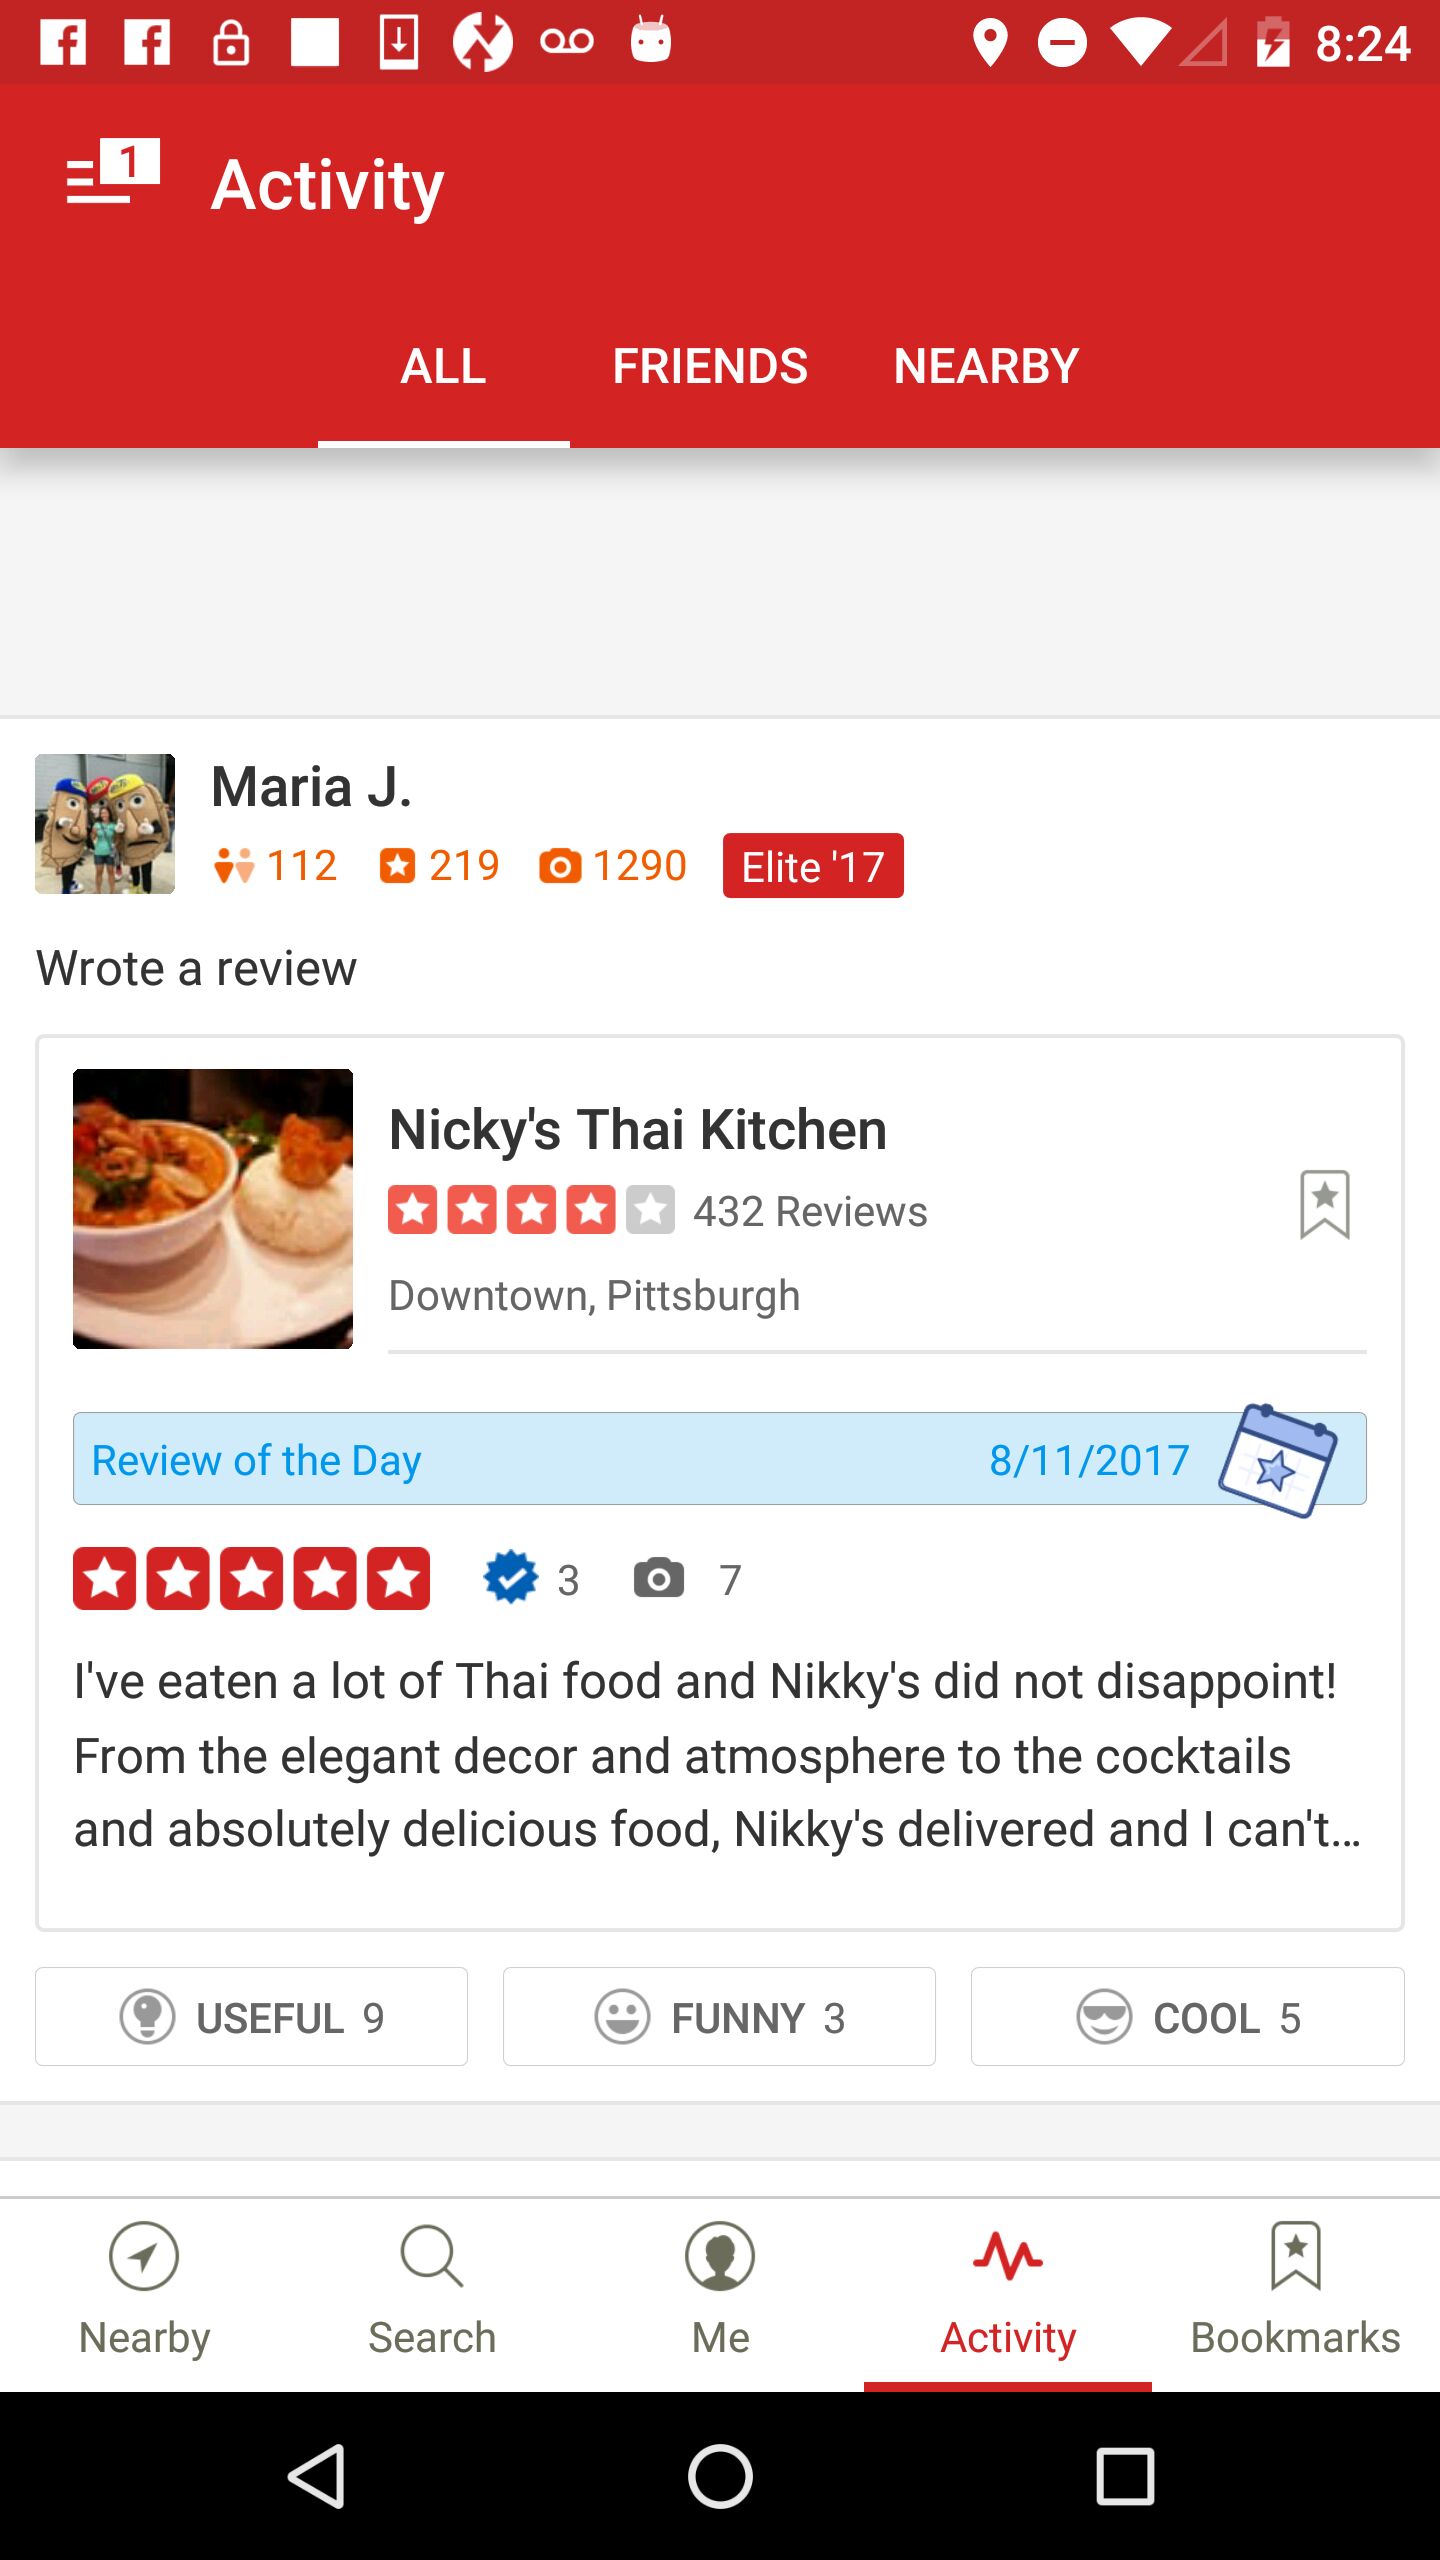 8:24
1
Activity
ALL FRIENDS NEARBY
Maria J.
112 219 1290 Elite '17
Wrote a review
Nicky's Thai Kitchen
432 Reviews
Downtown, Pittsburgh
Review of the Day 8/11/2017
3 7
I've eaten a lot of Thai food and Nikky's did not disappoint!
From the elegant decor and atmosphere to the cocktails
and absolutely delicious food, Nikky's delivered and I can't...
USEFUL 9 FUNNY 3 COOL 5
Nearby Search Me Activity Bookmarks